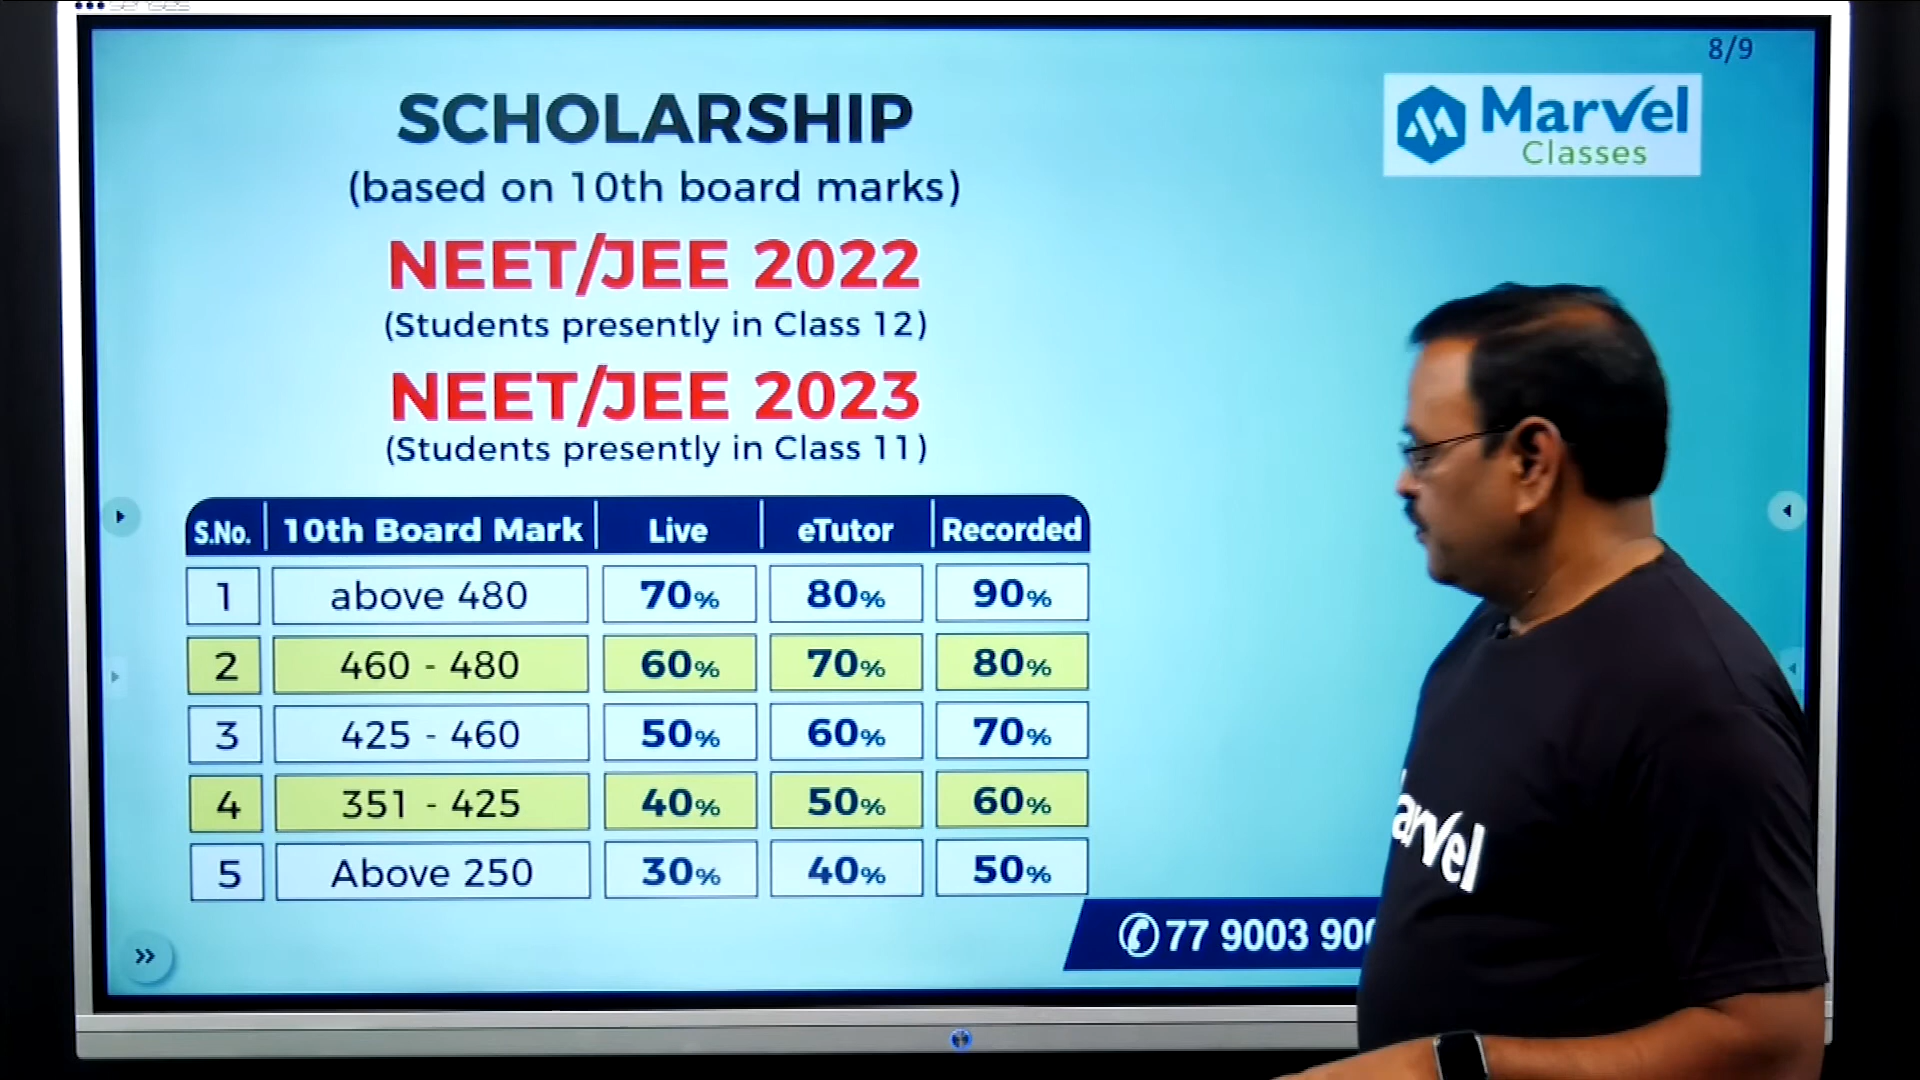 8/9
Marvel
Classes
SCHOLARSHIP
(based on 10th board marks)
NEET/JEE 2022
(Students presently in Class 12)
NEET/JEE 2023
(Students presently in Class 11)
S.No. 10th Board Mark Live eTutor Recorded
1 above 480 70% 80% 90%
2 460 - 480 60% 70% 80%
3 425 - 460 50% 60% 70%
4 351 - 425 40% 50% 60%
5 Above 250 30% 40% 50%
77 9003 90
arvel